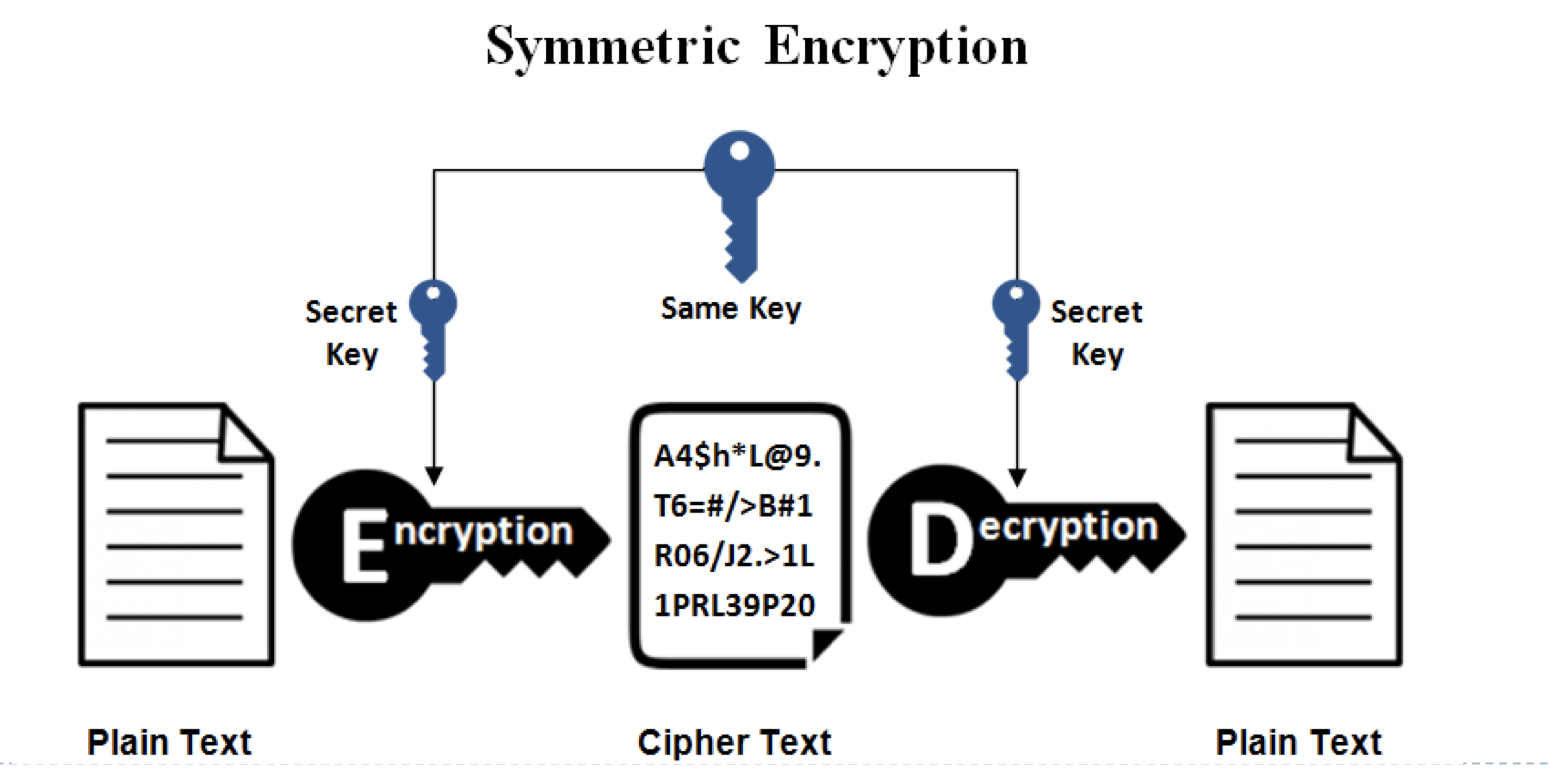 Symmetric Encryption
Same Key
Secret
Key
Secret
Key
Encryption
A4$h*L@9.
T6=#/>B#1
R06/J2.>1L
1PRL39P20
Decryption
Plain Text
Cipher Text
Plain Text